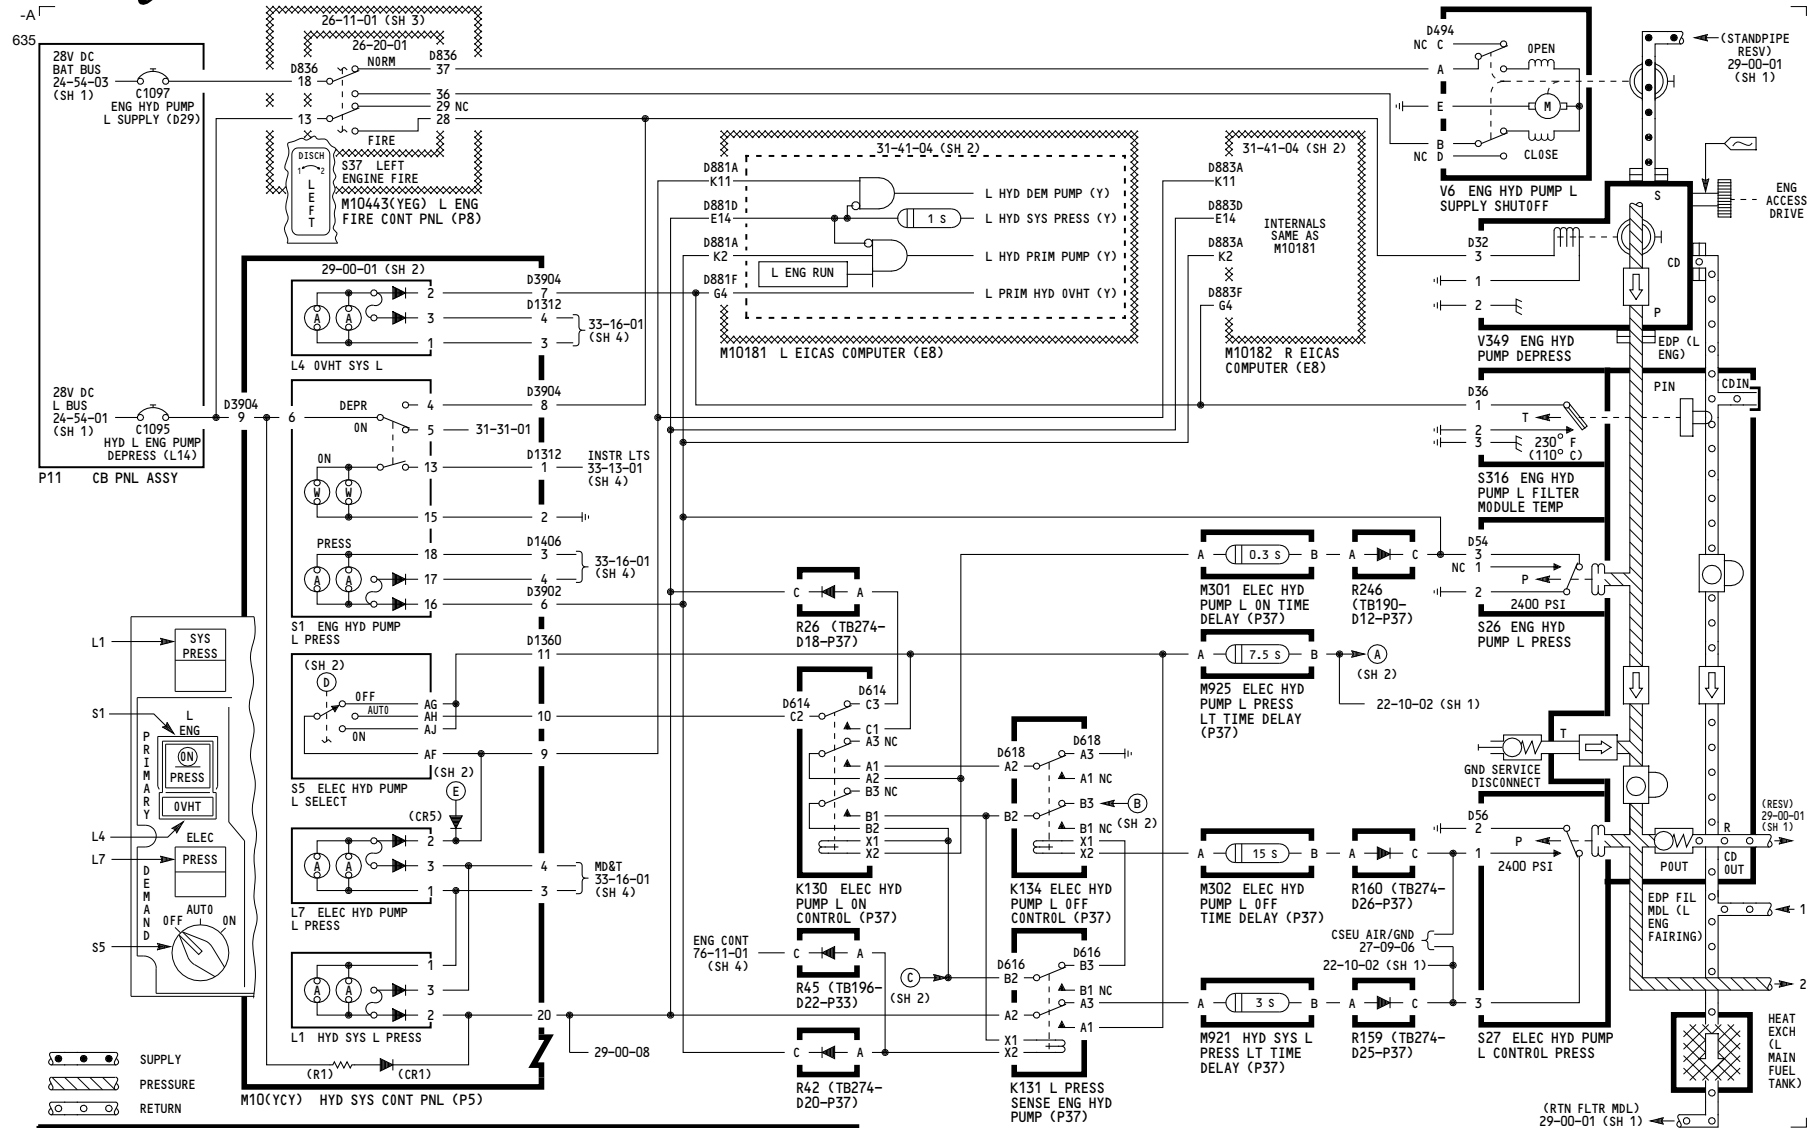 -A
635
28V DC
BAT BUS
24-54-03
(SH 1)
C1097
ENG HYD PUMP
L SUPPLY (D29)
28V DC
L BUS
24-54-01
(SH 1)
C1095
HYD L ENG PUMP
DEPRESS (L14)
P11 CB PNL ASSY
26-11-01 (SH 3)
26-20-01
D836
18
13
NORM
FIRE
D836
37
36
29 NC
28
DISCH
1 2
L
E
F
T
S37 LEFT
ENGINE FIRE
M10443(YEG) L ENG
FIRE CONT PNL (P8)
D3904
9
29-00-01 (SH 2)
A A
2
3
1
L4 OVHT SYS L
D3904
7
D1312
4
3
33-16-01
(SH 4)
6
DEPR
ON
4
5
31-31-01
D3904
8
ON
W W
13
15
D1312
1
2
INSTR LTS
33-13-01
(SH 4)
PRESS
A A
18
17
16
D1406
3
4
33-16-01
(SH 4)
D3902
6
S1 ENG HYD PUMP
L PRESS
(SH 2)
D
OFF
AUTO
ON
AG
AH
AJ
AF
D1360
11
10
9
S5 ELEC HYD PUMP
L SELECT
(SH 2)
E
(CR5)
A A
2
3
1
4
3
MD&T
33-16-01
(SH 4)
L7 ELEC HYD PUMP
L PRESS
A A
1
3
2
20
L1 HYD SYS L PRESS
(R1)
(CR1)
29-00-08
M10(YCY) HYD SYS CONT PNL (P5)
L1
SYS
PRESS
S1
L
ENG
ON
PRESS
OVHT
L4
ELEC
L7
PRESS
AUTO
OFF
ON
S5
P
R
I
M
A
R
Y
D
E
M
A
N
D
SUPPLY
PRESSURE
RETURN
31-41-04 (SH 2)
D881A
K11
D881D
E14
D881A
K2
D881F
G4
1 S
L ENG RUN
L HYD DEM PUMP (Y)
L HYD SYS PRESS (Y)
L HYD PRIM PUMP (Y)
L PRIM HYD OVHT (Y)
M10181 L EICAS COMPUTER (E8)
31-41-04 (SH 2)
D883A
K11
D883D
E14
D883A
K2
D883F
G4
INTERNALS
SAME AS
M10181
M10182 R EICAS
COMPUTER (E8)
C A
R26 (TB274-
D18-P37)
D614
C2
D614
C3
C1
A3 NC
A1
A2
B3 NC
B1
B2
X1
X2
K130 ELEC HYD
PUMP L ON
CONTROL (P37)
D618
A2
B2
D618
A3
A1 NC
B3
B1 NC
X1
X2
B
(SH 2)
K134 ELEC HYD
PUMP L OFF
CONTROL (P37)
ENG CONT
76-11-01
(SH 4)
C A
R45 (TB196-
D22-P33)
C
(SH 2)
C A
R42 (TB274-
D20-P37)
D616
B2
A2
X1
X2
D616
B3
B1 NC
A3
A1
K131 L PRESS
SENSE ENG HYD
PUMP (P37)
A 0.3 S B
M301 ELEC HYD
PUMP L ON TIME
DELAY (P37)
A C
R246
(TB190-
D12-P37)
A 7.5 S B
A
(SH 2)
M925 ELEC HYD
PUMP L PRESS
LT TIME DELAY
(P37)
22-10-02 (SH 1)
A 15 S B
M302 ELEC HYD
PUMP L OFF
TIME DELAY (P37)
A C
R160 (TB274-
D26-P37)
CSEU AIR/GND
27-09-06
22-10-02 (SH 1)
A 3 S B
M921 HYD SYS L
PRESS LT TIME
DELAY (P37)
A C
R159 (TB274-
D25-P37)
D494
NC C
A
E
B
NC D
OPEN
M
CLOSE
V6 ENG HYD PUMP L
SUPPLY SHUTOFF
(STANDPIPE
RESV)
29-00-01
(SH 1)
ENG
ACCESS
DRIVE
D32
3
1
2
S
CD
P
V349 ENG HYD
PUMP DEPRESS
EDP (L
ENG)
D36
1
2
3
T
230° F
(110° C)
S316 ENG HYD
PUMP L FILTER
MODULE TEMP
PIN
CDIN
D54
3
NC 1
2
P
2400 PSI
S26 ENG HYD
PUMP L PRESS
T
GND SERVICE
DISCONNECT
D56
2
1
3
P
2400 PSI
S27 ELEC HYD PUMP
L CONTROL PRESS
POUT
R
CD
OUT
(RESV)
29-00-01
(SH 1)
EDP FIL
MDL (L
ENG
FAIRING)
1
2
HEAT
EXCH
(L
MAIN
FUEL
TANK)
(RTN FLTR MDL)
29-00-01 (SH 1)